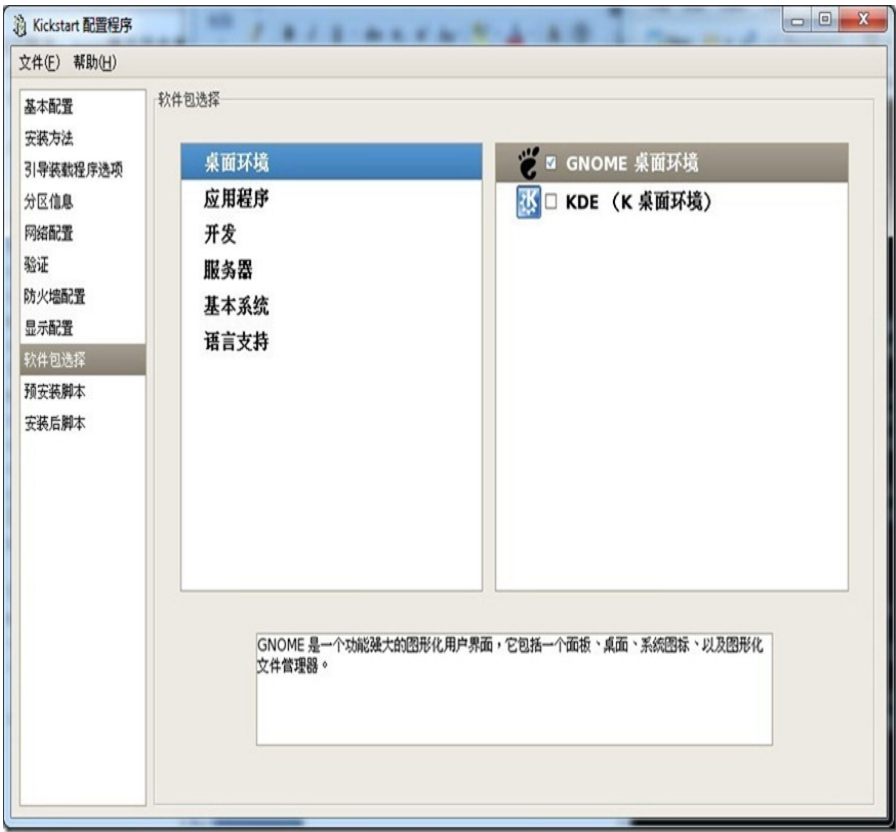 Kickstart 配置程序
文件(F) 帮助(H)
基本配置
安装方法
引导装载程序选项
分区信息
网络配置
验证
防火墙配置
显示配置
软件包选择
预安装脚本
安装后脚本
软件包选择
桌面环境
应用程序
开发
服务器
基本系统
语言支持
GNOME 桌面环境
KDE （K 桌面环境）
GNOME 是一个功能强大的图形化用户界面，它包括一个面板、桌面、系统图标、以及图形化
文件管理器。